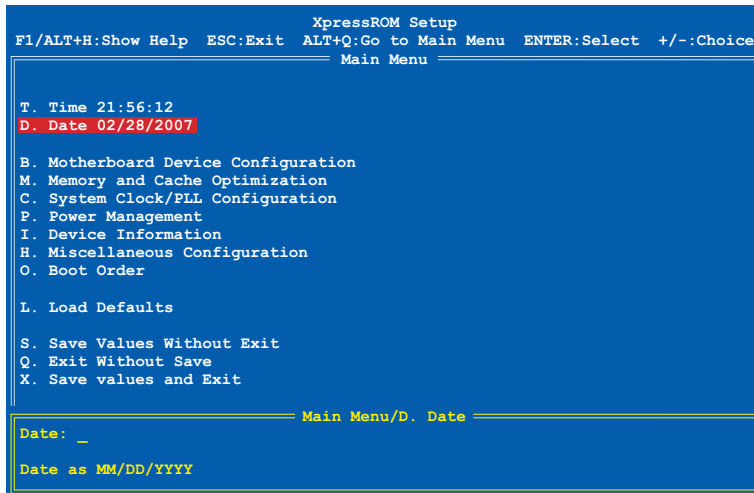 XpressROM Setup
F1/ALT+H:Show Help ESC:Exit ALT+Q:Go to Main Menu ENTER:Select +/-:Choice
Main Menu
T. Time 21:56:12
D. Date 02/28/2007
B. Motherboard Device Configuration
M. Memory and Cache Optimization
C. System Clock/PLL Configuration
P. Power Management
I. Device Information
H. Miscellaneous Configuration
O. Boot Order
L. Load Defaults
S. Save Values Without Exit
Q. Exit Without Save
X. Save values and Exit
Main Menu/D. Date
Date: _
Date as MM/DD/YYYY